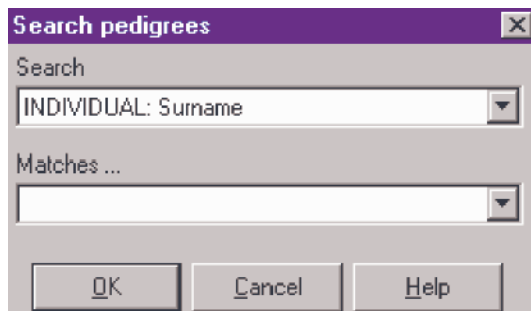 Search pedigrees
Search
INDIVIDUAL: Surname
Matches ...
OK Cancel Help